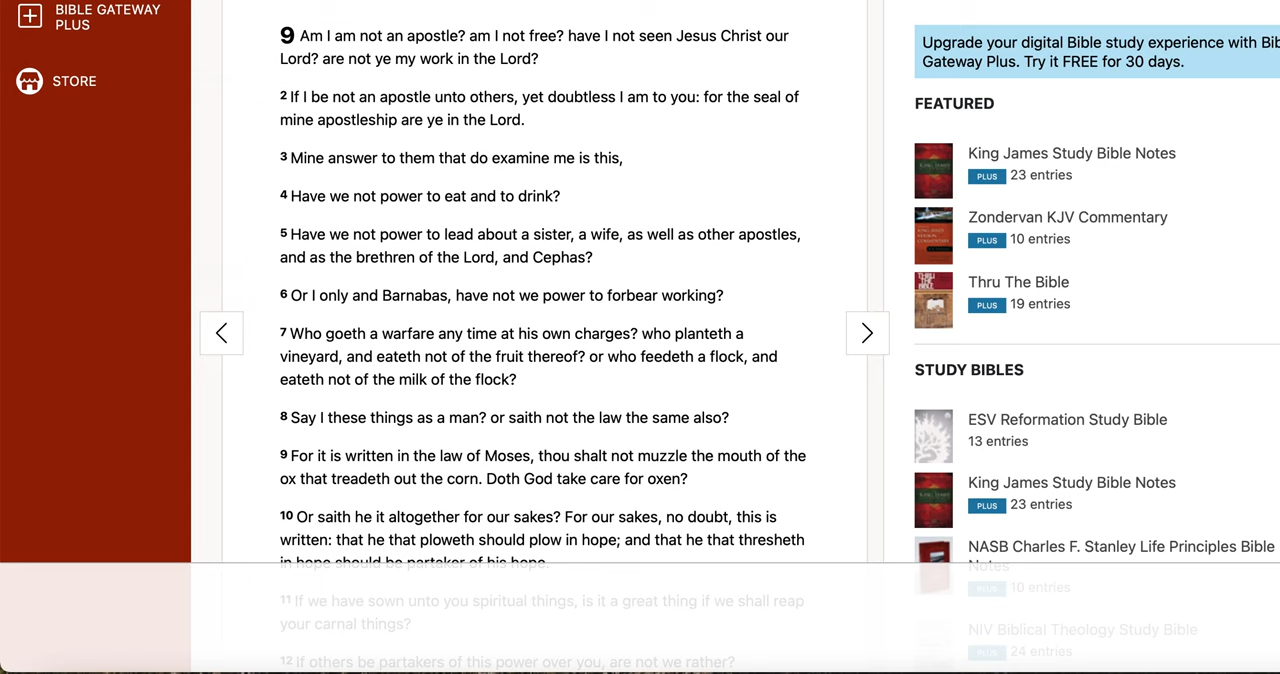 BIBLE GATEWAY
PLUS
STORE
9 Am I am not an apostle? am I not free? have I not seen Jesus Christ our
Lord? are not ye my work in the Lord?
2 If I be not an apostle unto others, yet doubtless I am to you: for the seal of
mine apostleship are ye in the Lord.
3 Mine answer to them that do examine me is this,
4 Have we not power to eat and to drink?
5 Have we not power to lead about a sister, a wife, as well as other apostles,
and as the brethren of the Lord, and Cephas?
6 Or I only and Barnabas, have not we power to forbear working?
7 Who goeth a warfare any time at his own charges? who planteth a
vineyard, and eateth not of the fruit thereof? or who feedeth a flock, and
eateth not of the milk of the flock?
8 Say I these things as a man? or saith not the law the same also?
9 For it is written in the law of Moses, thou shalt not muzzle the mouth of the
ox that treadeth out the corn. Doth God take care for oxen?
10 Or saith he it altogether for our sakes? For our sakes, no doubt, this is
written: that he that ploweth should plow in hope; and that he that thresheth
in hope should be partaker of his hope.
11 If we have sown unto you spiritual things, is it a great thing if we shall reap
your carnal things?
12 If others be partakers of this power over you, are not we rather?
Upgrade your digital Bible study experience with Bib
Gateway Plus. Try it FREE for 30 days.
FEATURED
King James Study Bible Notes
PLUS 23 entries
Zondervan KJV Commentary
PLUS 10 entries
Thru The Bible
PLUS 19 entries
STUDY BIBLES
ESV Reformation Study Bible
13 entries
King James Study Bible Notes
PLUS 23 entries
NASB Charles F. Stanley Life Principles Bible
Notes
PLUS 10 entries
NIV Biblical Theology Study Bible
PLUS 24 entries